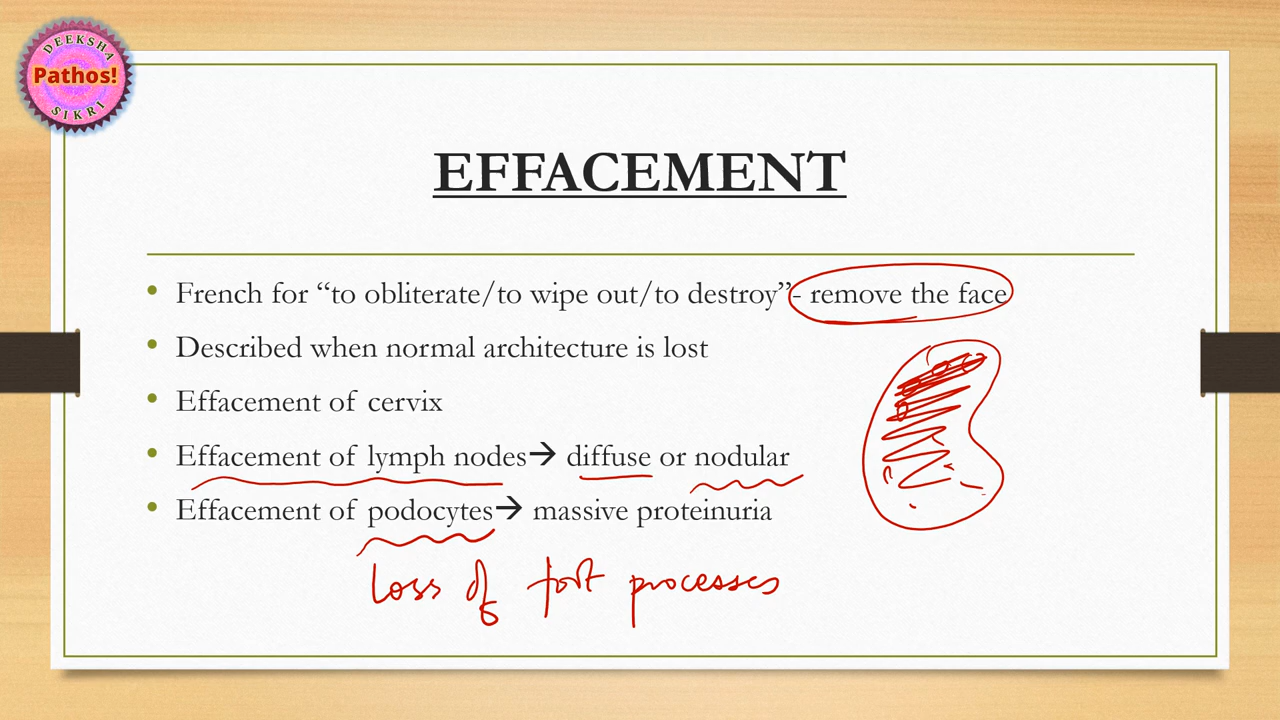 DEEKSHA
Pathos!
SIKRI
EFFACEMENT
• French for “to obliterate/to wipe out/to destroy”- remove the face
• Described when normal architecture is lost
• Effacement of cervix
• Effacement of lymph nodes→ diffuse or nodular
• Effacement of podocytes→ massive proteinuria
Loss of foot processes